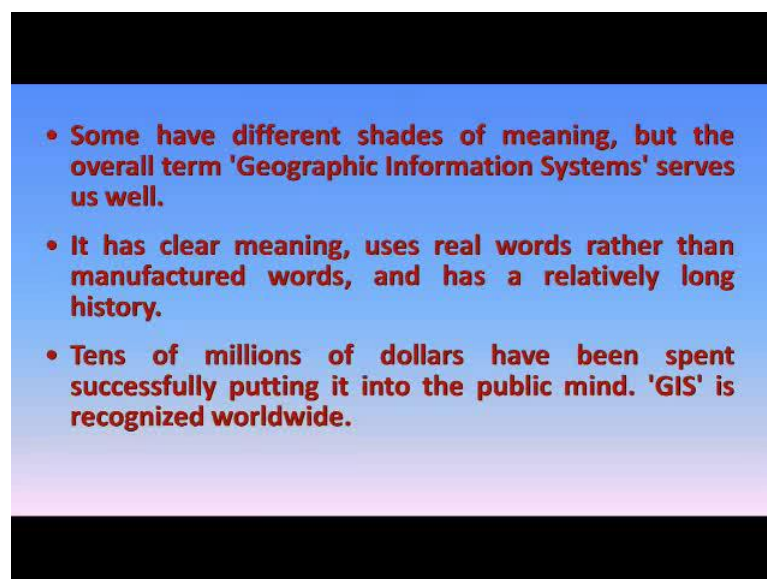 • Some have different shades of meaning, but the
overall term 'Geographic Information Systems' serves
us well.
• It has clear meaning, uses real words rather than
manufactured words, and has a relatively long
history.
• Tens of millions of dollars have been spent
successfully putting it into the public mind. 'GIS' is
recognized worldwide.